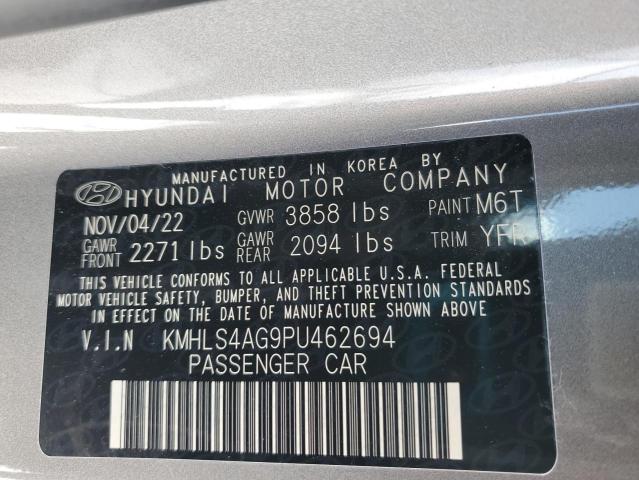 MANUFACTURED IN KOREA BY
HYUNDAI MOTOR COMPANY
NOV/04/22 GVWR 3858 lbs PAINT M6T
GAWR FRONT 2271 lbs GAWR REAR 2094 lbs TRIM YFR
THIS VEHICLE CONFORMS TO ALL APPLICABLE U.S.A. FEDERAL
MOTOR VEHICLE SAFETY, BUMPER, AND THEFT PREVENTION STANDARDS
IN EFFECT ON THE DATE OF MANUFACTURE SHOWN ABOVE
V.I.N KMHLS4AG9PU462694
PASSENGER CAR